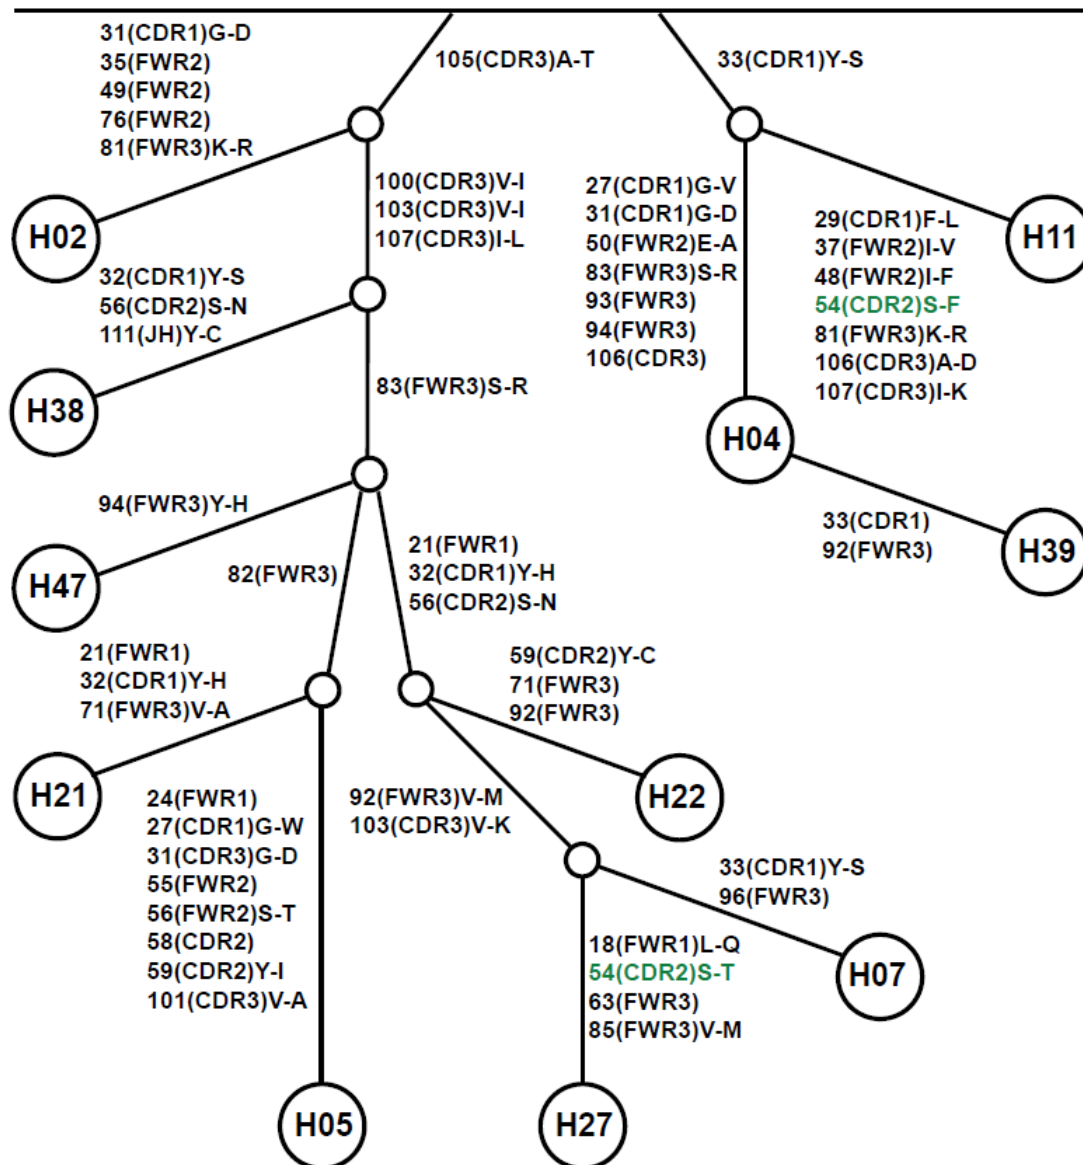 31(CDR1)G-D
35(FWR2)
49(FWR2)
76(FWR2)
81(FWR3)K-R
105(CDR3)A-T
33(CDR1)Y-S
H02
100(CDR3)V-I
103(CDR3)V-I
107(CDR3)I-L
27(CDR1)G-V
31(CDR1)G-D
50(FWR2)E-A
83(FWR3)S-R
93(FWR3)
94(FWR3)
106(CDR3)
29(CDR1)F-L
37(FWR2)I-V
48(FWR2)I-F
54(CDR2)S-F
81(FWR3)K-R
106(CDR3)A-D
107(CDR3)I-K
H11
32(CDR1)Y-S
56(CDR2)S-N
111(JH)Y-C
H38
83(FWR3)S-R
H04
33(CDR1)
92(FWR3)
H39
94(FWR3)Y-H
H47
82(FWR3)
21(FWR1)
32(CDR1)Y-H
56(CDR2)S-N
21(FWR1)
32(CDR1)Y-H
71(FWR3)V-A
H21
59(CDR2)Y-C
71(FWR3)
92(FWR3)
H22
24(FWR1)
27(CDR1)G-W
31(CDR3)G-D
55(FWR2)
56(FWR2)S-T
58(CDR2)
59(CDR2)Y-I
101(CDR3)V-A
H05
92(FWR3)V-M
103(CDR3)V-K
33(CDR1)Y-S
96(FWR3)
H07
18(FWR1)L-Q
54(CDR2)S-T
63(FWR3)
85(FWR3)V-M
H27